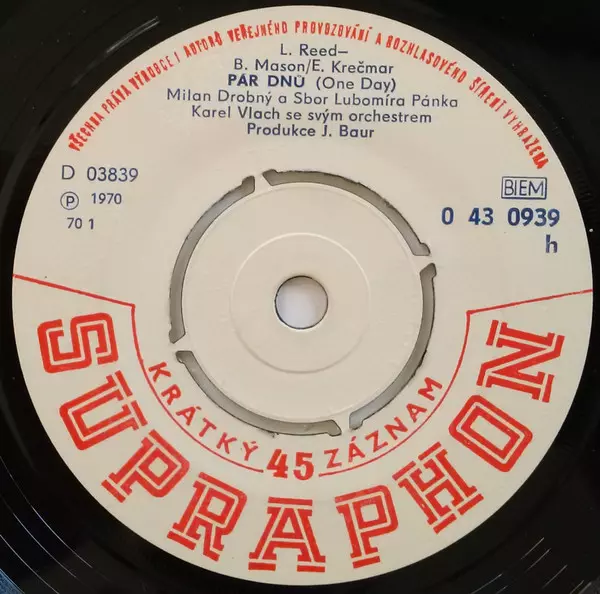 VŠECHNA PRÁVA VÝROBCE I AUTORŮ VEŘEJNÉHO PROVOZOVÁNÍ A ROZHLASOVÉHO ŠÍŘENÍ VYHRAZENA
L. Reed–
B. Mason/E. Krečmar
PÁR DNŮ (One Day)
Milan Drobný a Sbor Lubomíra Pánka
Karel Vlach se svým orchestrem
Produkce J. Baur
D 03839
Ⓟ 1970
70 1
BIEM
0 43 0939
h
KRÁTKÝ 45 ZÁZNAM
SUPRAPHON